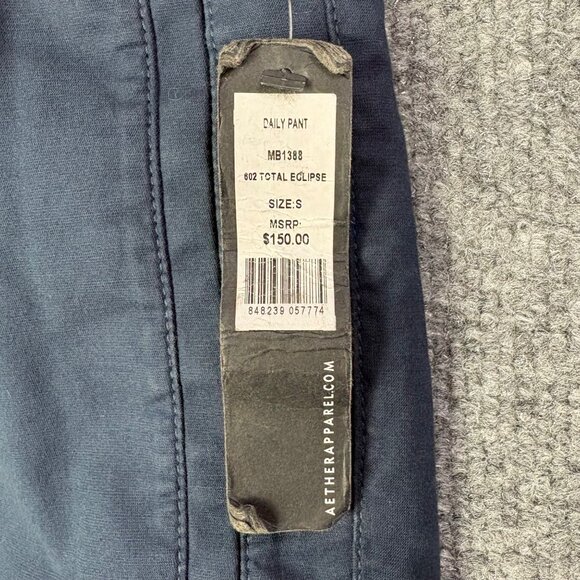 DAILY PANT
MB1388
602 TOTAL ECLIPSE
SIZE:S
MSRP:
$150.00
848239 057774
AETHERAPPAREL.COM